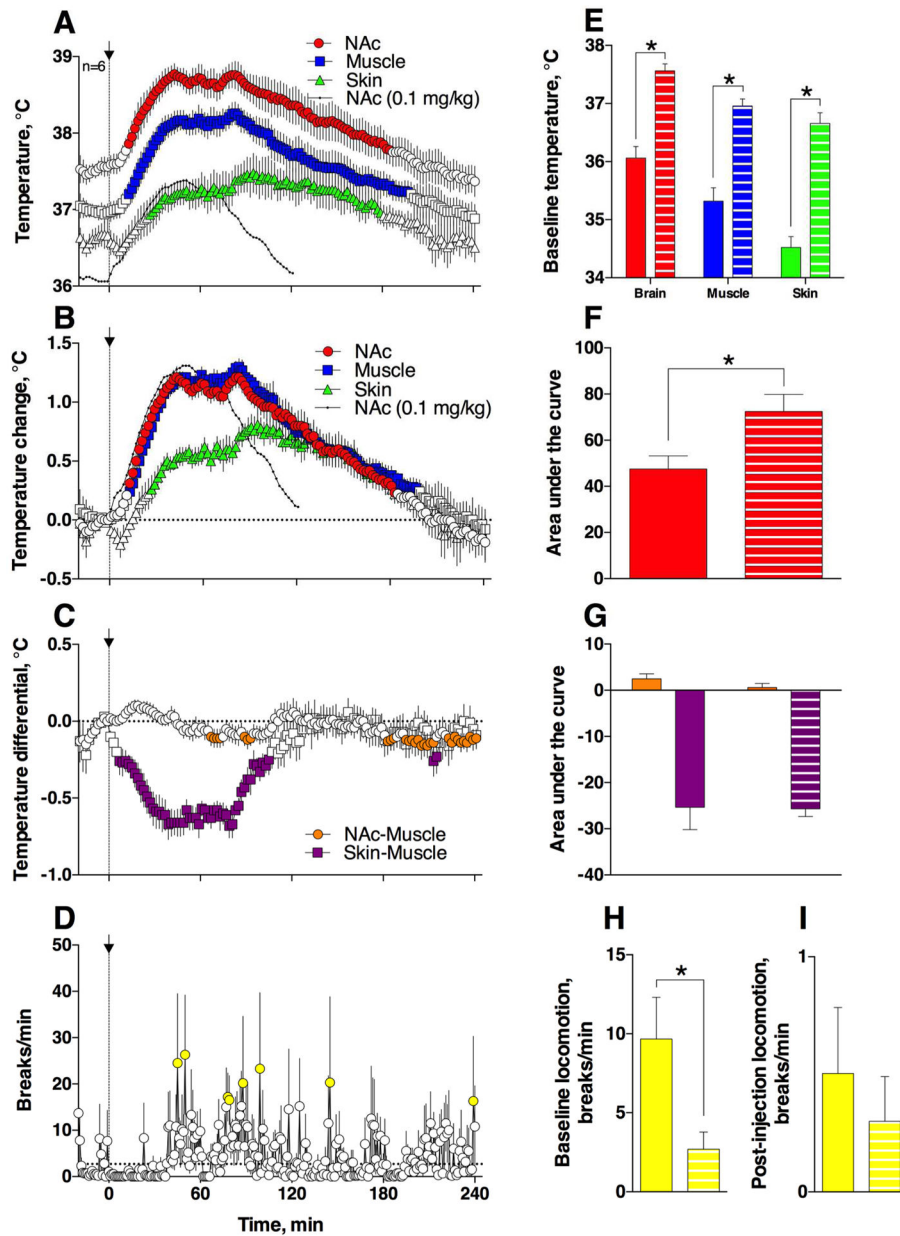 A
Temperature, °C
39
38
37
36
n=6
NAc
Muscle
Skin
NAc (0.1 mg/kg)
B
Temperature change, °C
1.5
1.0
0.5
0.0
-0.5
NAc
Muscle
Skin
NAc (0.1 mg/kg)
C
Temperature differential, °C
0.5
0.0
-0.5
-1.0
NAc-Muscle
Skin-Muscle
D
Breaks/min
50
40
30
20
10
0
0 60 120 180 240
Time, min
E
Baseline temperature, °C
38
37
36
35
34
* * *
Brain Muscle Skin
F
Area under the curve
100
80
60
40
20
0
*
G
Area under the curve
10
0
-10
-20
-30
-40
H
Baseline locomotion,
breaks/min
15
10
5
0
*
I
Post-injection locomotion,
breaks/min
1
0